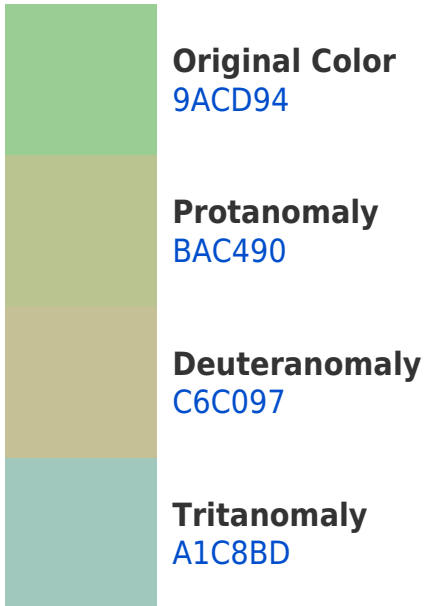 Original Color
9ACD94
Protanomaly
BAC490
Deuteranomaly
C6C097
Tritanomaly
A1C8BD